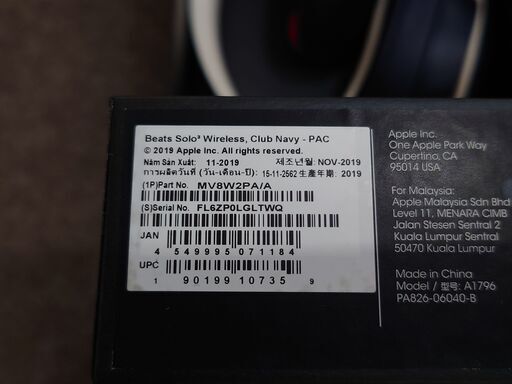 Beats Solo³ Wireless, Club Navy - PAC
© 2019 Apple Inc. All rights reserved.
Năm Sản Xuất: 11-2019 제조년월: NOV-2019
การผลิตวันที่ (วัน-เดือน-ปี): 15-11-2562 生產年期: 2019
(1P)Part No. MV8W2PA/A
(S)Serial No. FL6ZP0LGLTWQ
JAN
4 549995 071184
UPC
1 90199 10735 9
Apple Inc.
One Apple Park Way
Cupertino, CA
95014 USA
For Malaysia:
Apple Malaysia Sdn Bhd
Level 11, MENARA CIMB
Jalan Stesen Sentral 2
Kuala Lumpur Sentral
50470 Kuala Lumpur
Made in China
Model / 型号: A1796
PA826-06040-B